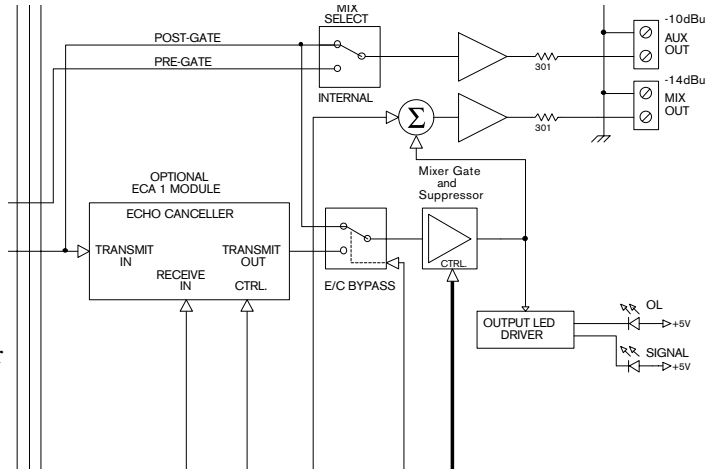 MIX
SELECT
POST-GATE
PRE-GATE
INTERNAL
301
-10dBu
AUX
OUT
-14dBu
MIX
OUT
301
Σ
OPTIONAL
ECA 1 MODULE
ECHO CANCELLER
TRANSMIT
IN
TRANSMIT
OUT
RECEIVE
IN
CTRL.
E/C BYPASS
Mixer Gate
and
Suppressor
CTRL.
OUTPUT LED
DRIVER
OL
+5V
SIGNAL
+5V